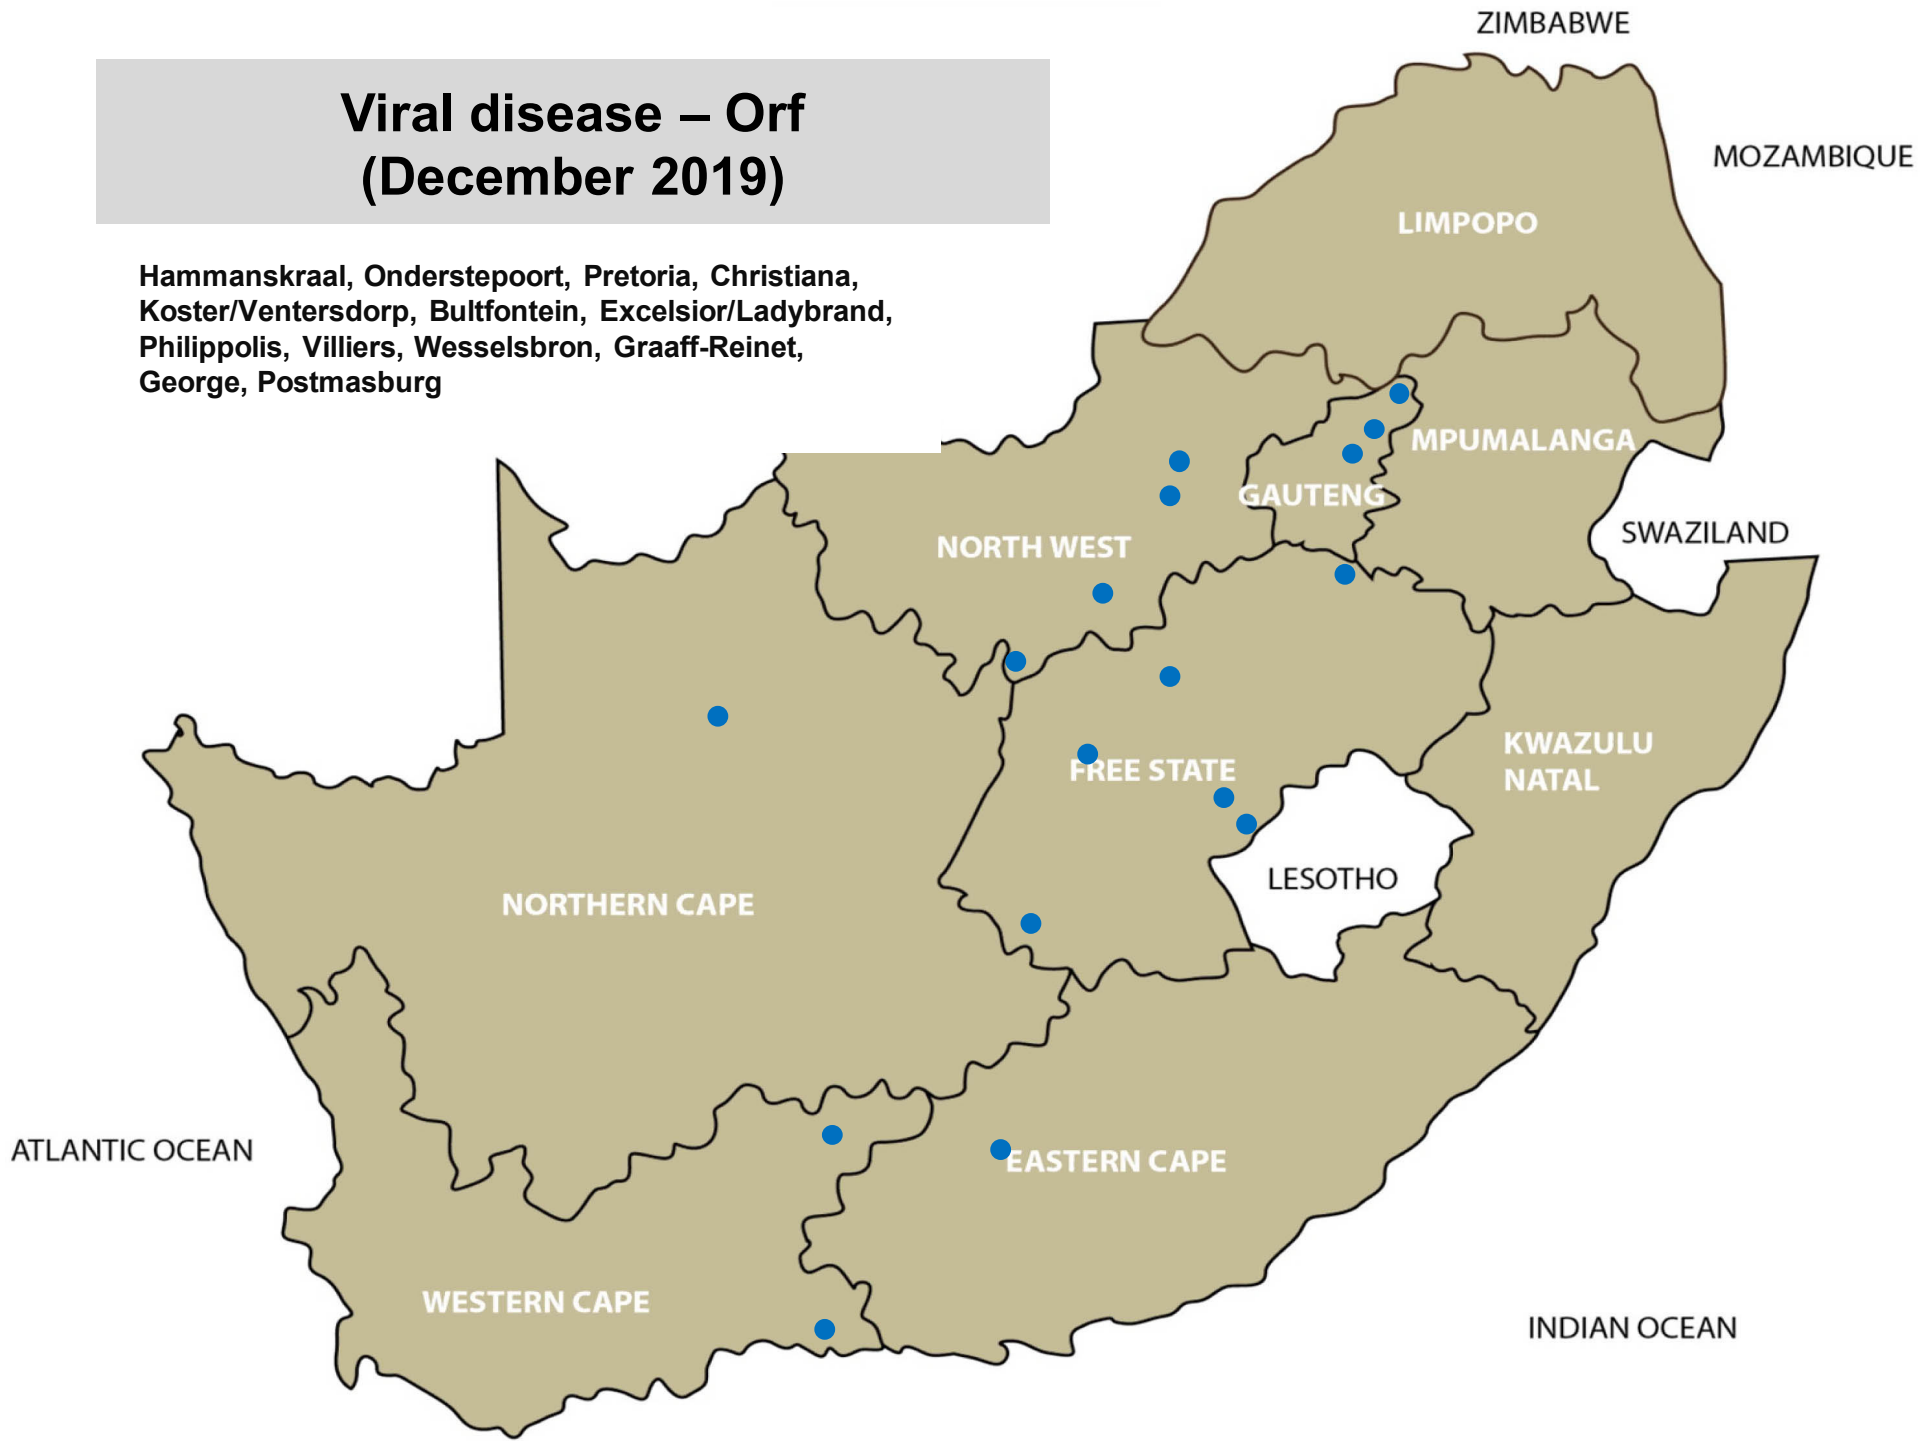 ZIMBABWE
Viral disease – Orf
(December 2019)
MOZAMBIQUE
LIMPOPO
Hammanskraal, Onderstepoort, Pretoria, Christiana,
Koster/Ventersdorp, Bultfontein, Excelsior/Ladybrand,
Philippolis, Villiers, Wesselsbron, Graaff-Reinet,
George, Postmasburg
MPUMALANGA
GAUTENG
SWAZILAND
NORTH WEST
KWAZULU
NATAL
FREE STATE
LESOTHO
NORTHERN CAPE
ATLANTIC OCEAN
EASTERN CAPE
WESTERN CAPE
INDIAN OCEAN